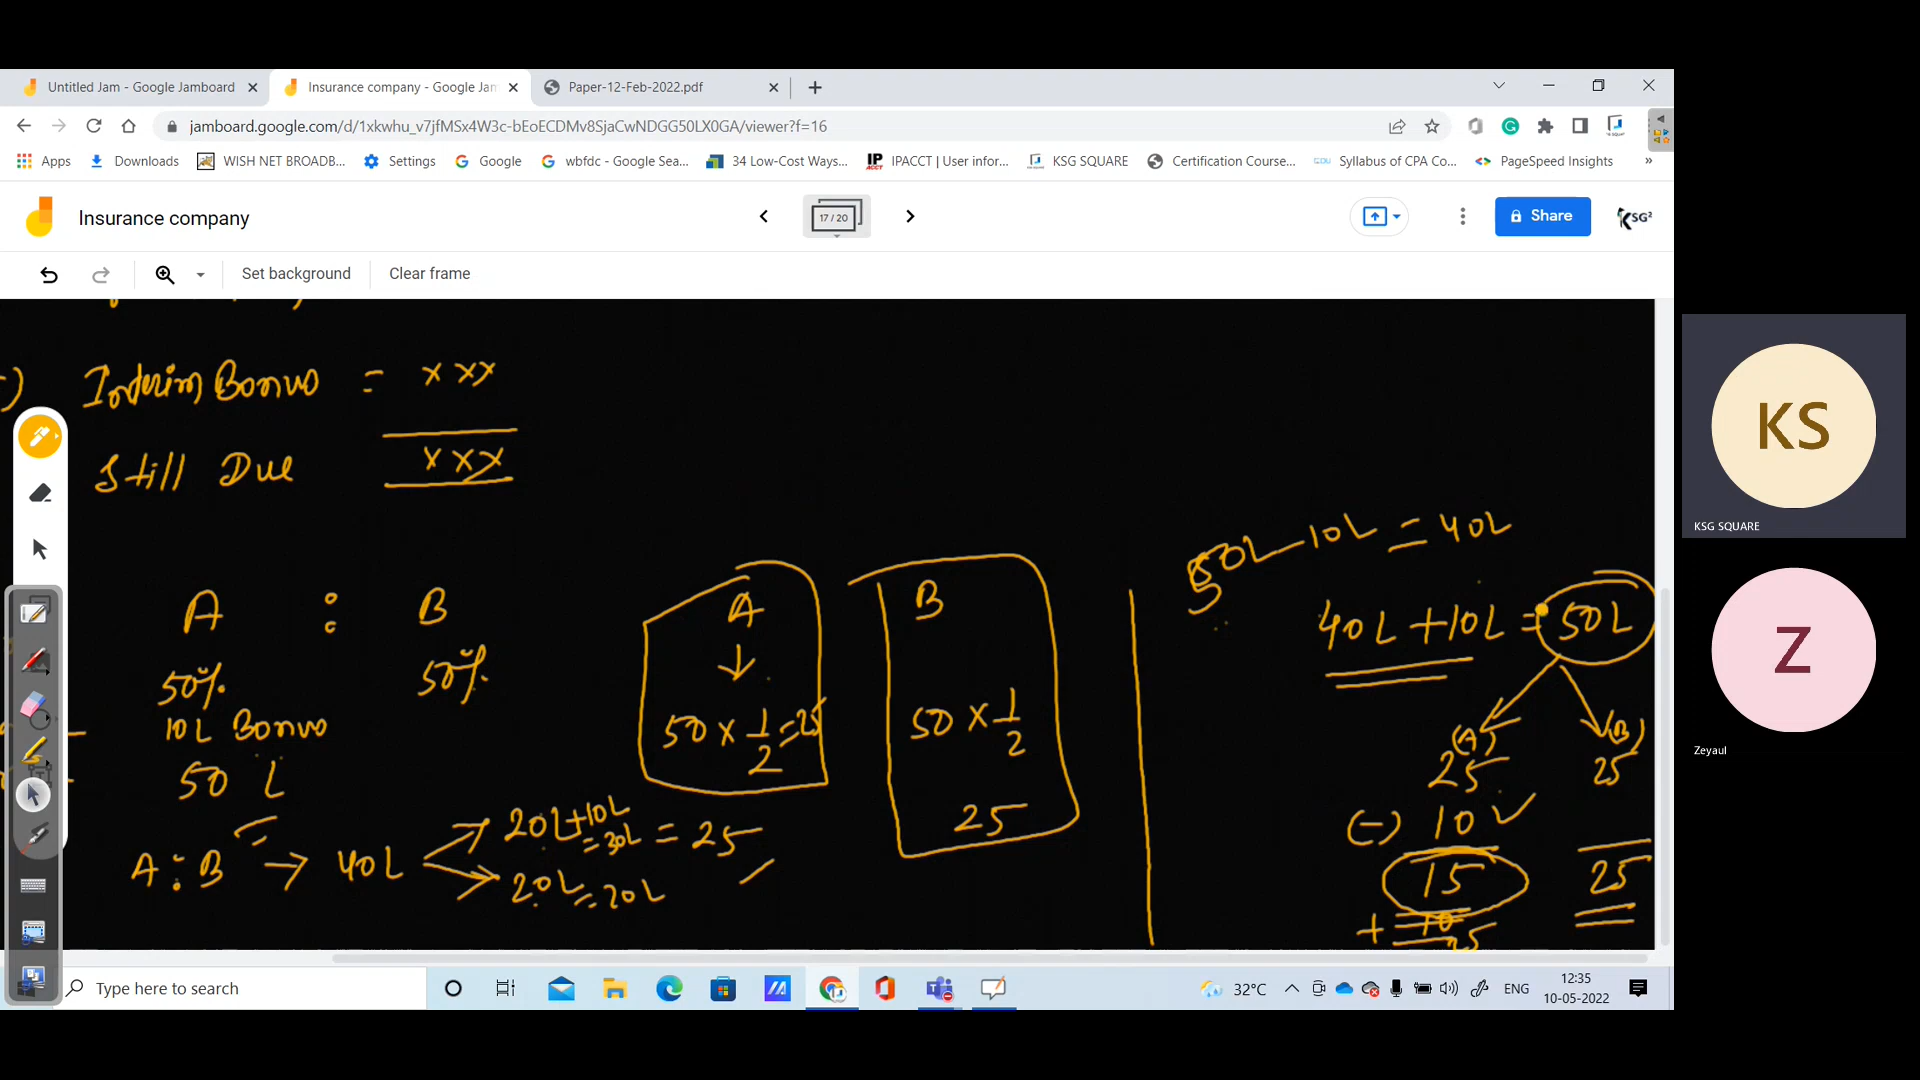 Untitled Jam - Google Jamboard
Insurance company - Google Jam
Paper-12-Feb-2022.pdf
jamboard.google.com/d/1xkwhu_v7jfMSx4W3c-bEoECDMv8SjaCwNDGG50LX0GA/viewer?f=16
Apps
Downloads
WISH NET BROADB...
Settings
Google
wbfdc - Google Sea...
34 Low-Cost Ways...
IPACCT | User infor...
KSG SQUARE
Certification Course...
Syllabus of CPA Co...
PageSpeed Insights
»
Insurance company
17 / 20
Share
KSG²
Set background
Clear frame
-) Interim Bonus = x xx
Still Due x x x
A : B
50% 50%
10L Bonus
50 L
A : B → 40L
20L+10L
=30L = 25
20L=20L
A
50 x 1/2 = 25
B
50 x 1/2
25
50L-10L = 40L
40L+10L = 50L
(A) (B)
25 25
(-) 10 ✓
15 25
+ 10
25
KS
KSG SQUARE
Z
Zeyaul
Type here to search
32°C
ENG
12:35
10-05-2022